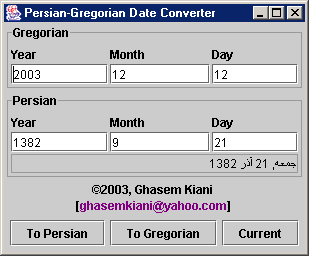 Persian-Gregorian Date Converter
Gregorian
Year Month Day
2003 12 12
Persian
Year Month Day
1382 9 21
جمعه, 21 آذر 1382
©2003, Ghasem Kiani
[ghasemkiani@yahoo.com]
To Persian To Gregorian Current